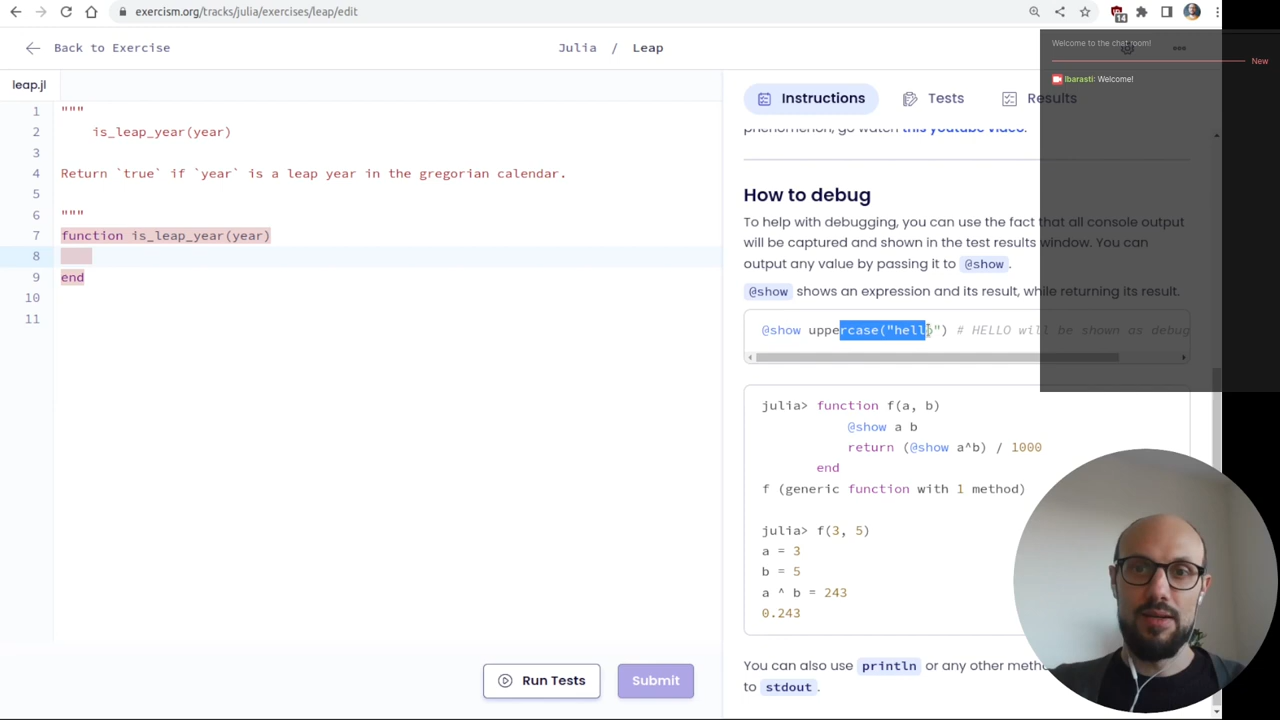 exercism.org/tracks/julia/exercises/leap/edit
14
Back to Exercise
Julia / Leap
leap.jl
1 """
2     is_leap_year(year)
3
4 Return `true` if `year` is a leap year in the gregorian calendar.
5
6 """
7 function is_leap_year(year)
8
9 end
10
11
Run Tests
Submit
Instructions
Tests
Results
phenomenon, go watch this youtube video.
How to debug
To help with debugging, you can use the fact that all console output
will be captured and shown in the test results window. You can
output any value by passing it to @show .
@show shows an expression and its result, while returning its result.
@show uppercase("hello") # HELLO will be shown as debug
julia> function f(a, b)
           @show a b
           return (@show a^b) / 1000
       end
f (generic function with 1 method)
julia> f(3, 5)
a = 3
b = 5
a ^ b = 243
0.243
You can also use println or any other metho
to stdout .
Welcome to the chat room!
New
lbarasti: Welcome!